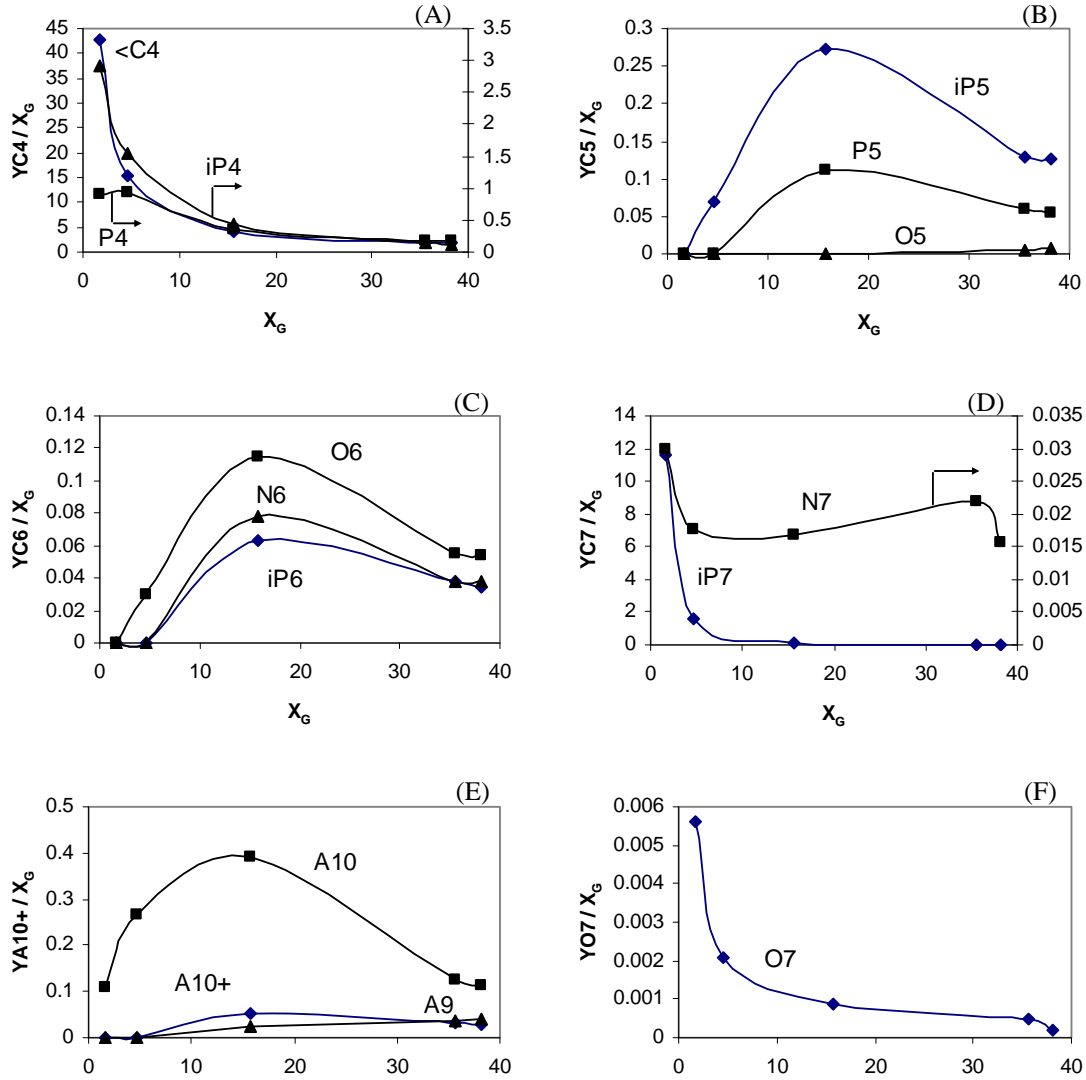 (A)
45
40
35
30
25
20
15
10
5
0
3.5
3
2.5
2
1.5
1
0.5
0
<C4
iP4
P4
0 10 20 30 40
YC4 / XG
XG
(B)
0.3
0.25
0.2
0.15
0.1
0.05
0
iP5
P5
O5
0 10 20 30 40
YC5 / XG
XG
(C)
0.14
0.12
0.1
0.08
0.06
0.04
0.02
0
O6
N6
iP6
0 10 20 30 40
YC6 / XG
XG
(D)
14
12
10
8
6
4
2
0
0.035
0.03
0.025
0.02
0.015
0.01
0.005
0
N7
iP7
0 10 20 30 40
YC7 / XG
XG
(E)
0.5
0.4
0.3
0.2
0.1
0
A10
A10+
A9
0 10 20 30 40
YA10+ / XG
(F)
0.006
0.005
0.004
0.003
0.002
0.001
0
O7
0 10 20 30 40
YO7 / XG